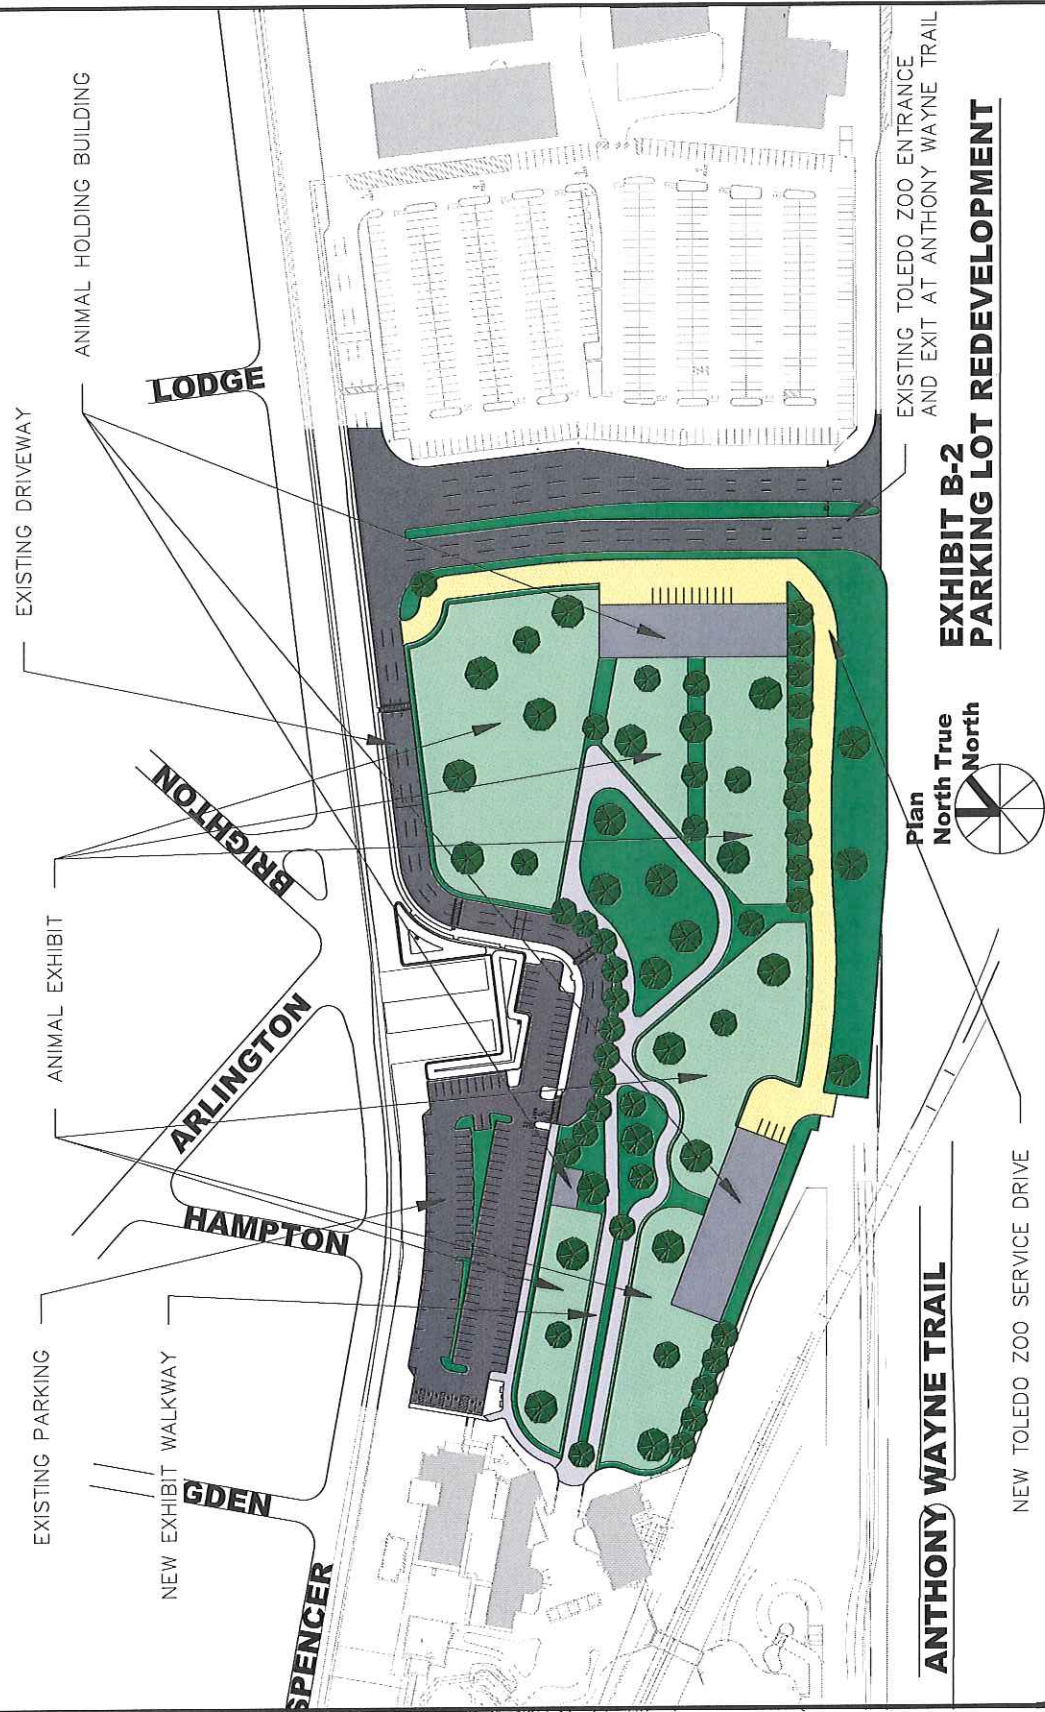 EXISTING PARKING
NEW EXHIBIT WALKWAY
ANIMAL EXHIBIT
EXISTING DRIVEWAY
ANIMAL HOLDING BUILDING
SPENCER
GDEN
HAMPTON
ARLINGTON
BRIGHTON
LODGE
ANTHONY WAYNE TRAIL
NEW TOLEDO ZOO SERVICE DRIVE
Plan
North
True
North
EXISTING TOLEDO ZOO ENTRANCE
AND EXIT AT ANTHONY WAYNE TRAIL
EXHIBIT B-2
PARKING LOT REDEVELOPMENT